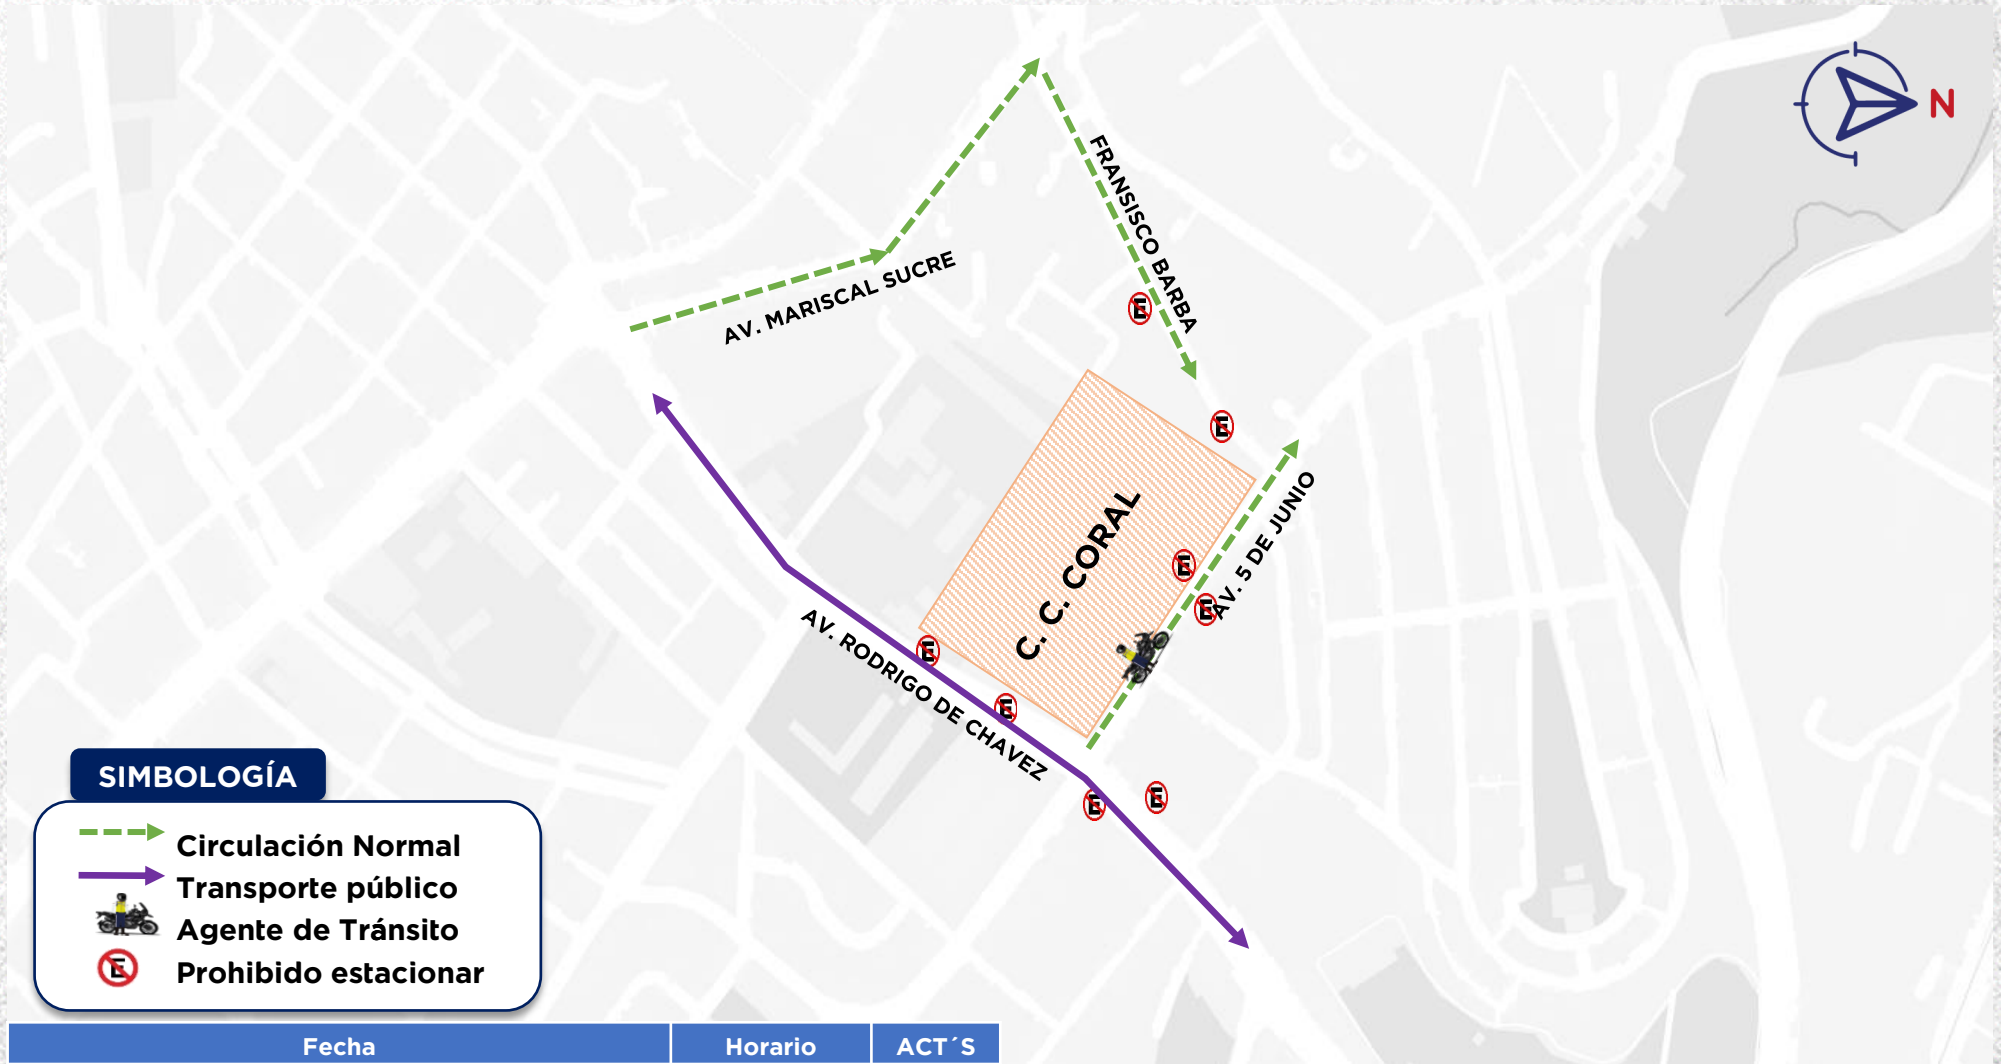 N
FRANSISCO BARBA
AV. MARISCAL SUCRE
C. C. CORAL
AV. 5 DE JUNIO
AV. RODRIGO DE CHAVEZ
E
E
E
E
E
E
E
E
SIMBOLOGÍA
Circulación Normal
Transporte público
Agente de Tránsito
E
Prohibido estacionar
Fecha
Horario
ACT´S